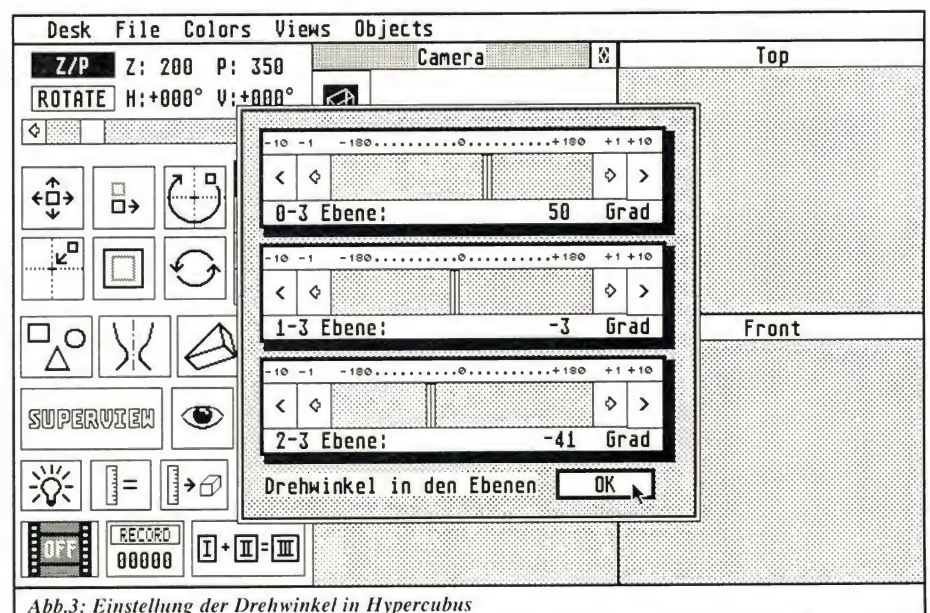 Desk File Colors Views Objects
Z/P Z: 200 P: 350
ROTATE H:+000° V:+000°
Camera
Top
-10 -1 -180..........0..........+180 +1 +10
< >
0-3 Ebene: 50 Grad
-10 -1 -180..........0..........+180 +1 +10
< >
1-3 Ebene: -3 Grad
-10 -1 -180..........0..........+180 +1 +10
< >
2-3 Ebene: -41 Grad
Drehwinkel in den Ebenen OK
Front
SUPERVIEW
=
OFF
RECORD
00000
I+II=III
Abb.3: Einstellung der Drehwinkel in Hypercubus